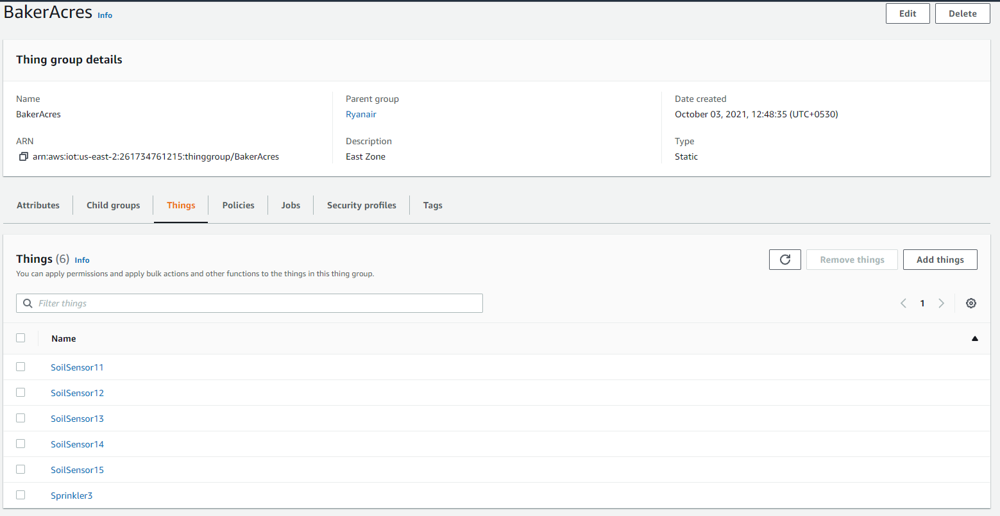 BakerAcres Info
Edit Delete
Thing group details
Name
BakerAcres
ARN
arn:aws:iot:us-east-2:261734761215:thinggroup/BakerAcres
Parent group
Ryanair
Description
East Zone
Date created
October 03, 2021, 12:48:35 (UTC+0530)
Type
Static
Attributes Child groups Things Policies Jobs Security profiles Tags
Things (6) Info
You can apply permissions and apply bulk actions and other functions to the things in this thing group.
Remove things Add things
Filter things
1
Name
SoilSensor11
SoilSensor12
SoilSensor13
SoilSensor14
SoilSensor15
Sprinkler3